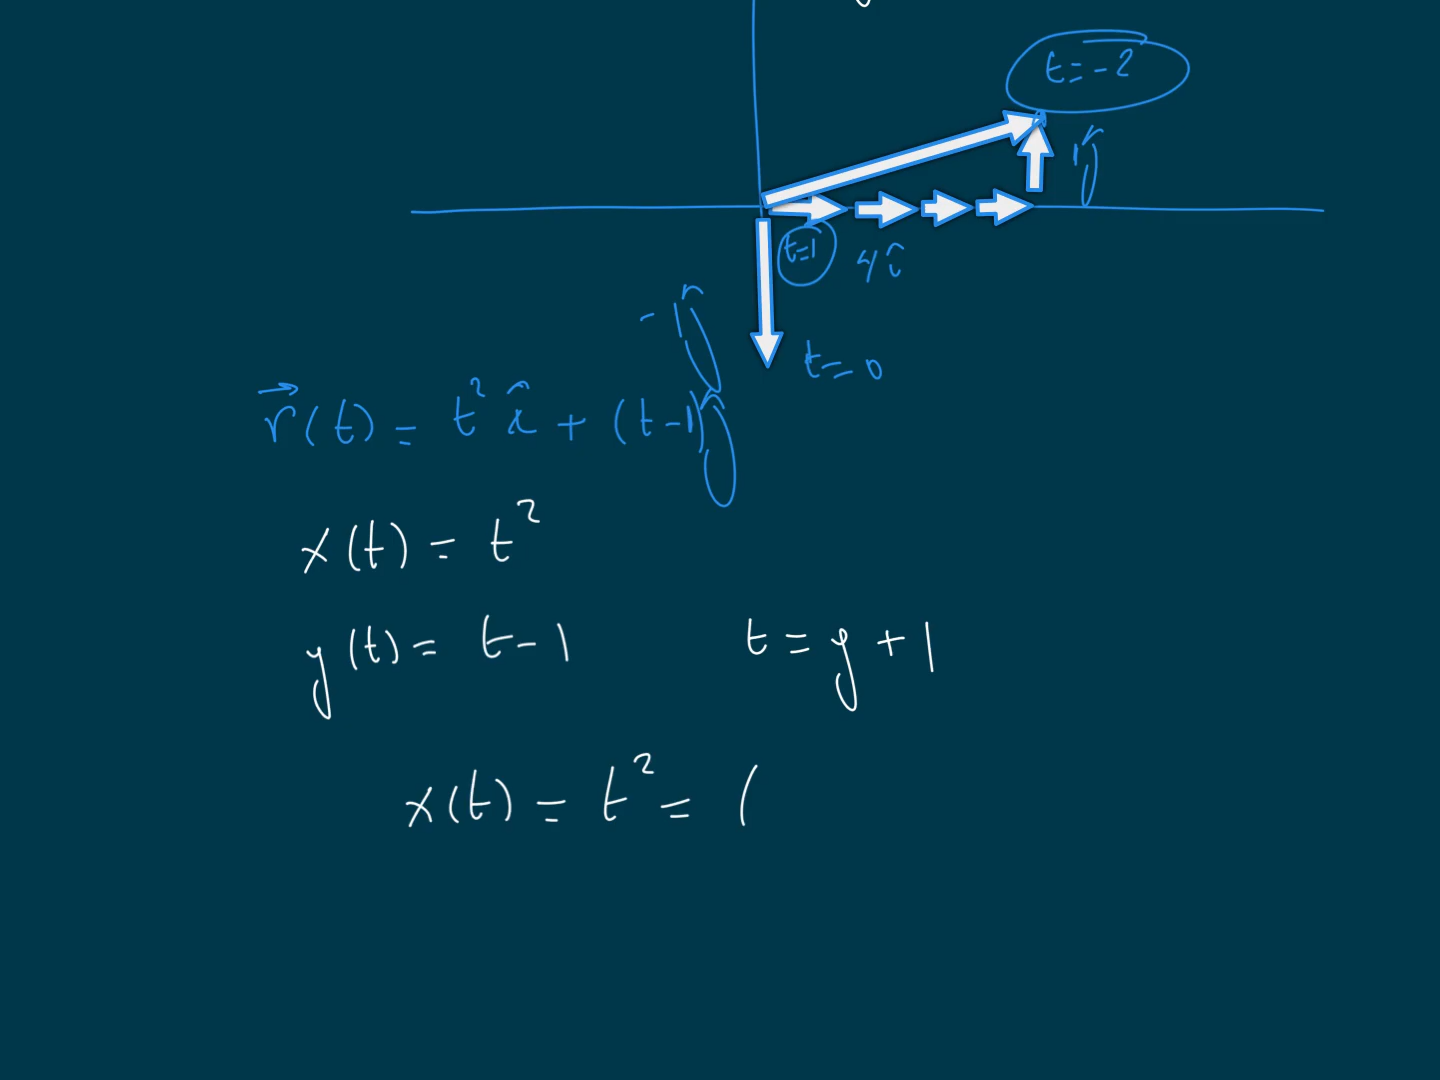 t = -2
1ĵ
t=1 4î
-1ĵ
t = 0
r⃗(t) = t² î + (t-1)ĵ
x(t) = t²
y(t) = t-1 t = y + 1
x(t) = t² = (